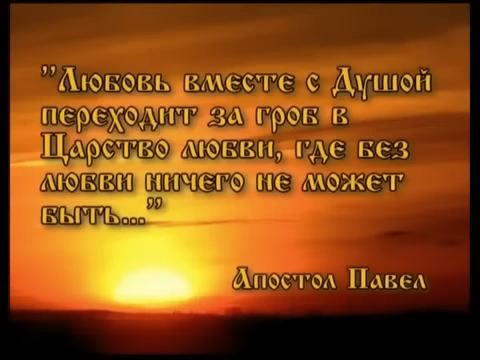 "Любовь вместе с Душой
переходит за гроб в
Царство любви, где без
любви ничего не может
быть..."
Апостол Павел